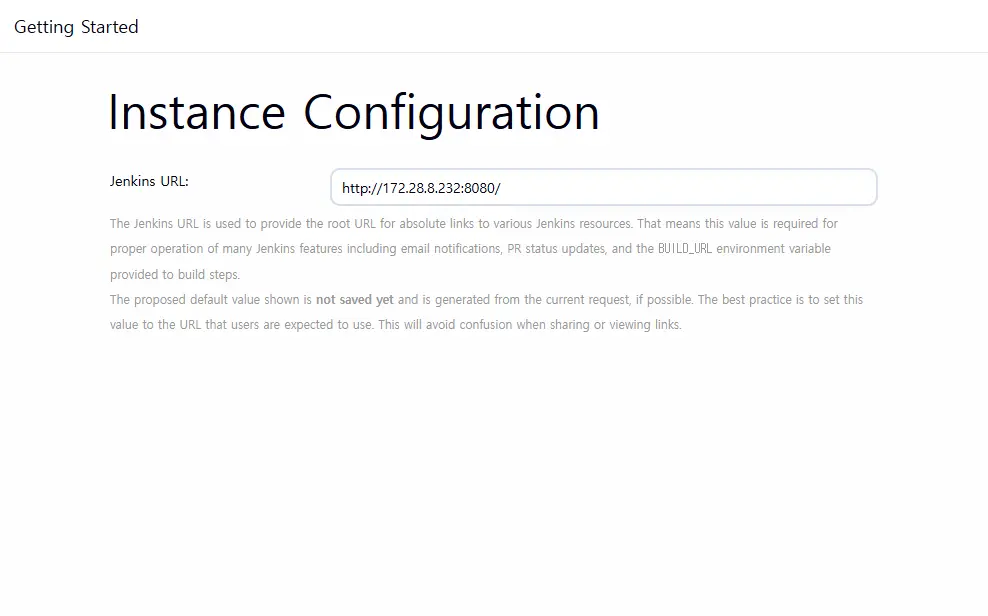 Getting Started
Instance Configuration
Jenkins URL:
http://172.28.8.232:8080/
The Jenkins URL is used to provide the root URL for absolute links to various Jenkins resources. That means this value is required for
proper operation of many Jenkins features including email notifications, PR status updates, and the BUILD_URL environment variable
provided to build steps.
The proposed default value shown is not saved yet and is generated from the current request, if possible. The best practice is to set this
value to the URL that users are expected to use. This will avoid confusion when sharing or viewing links.